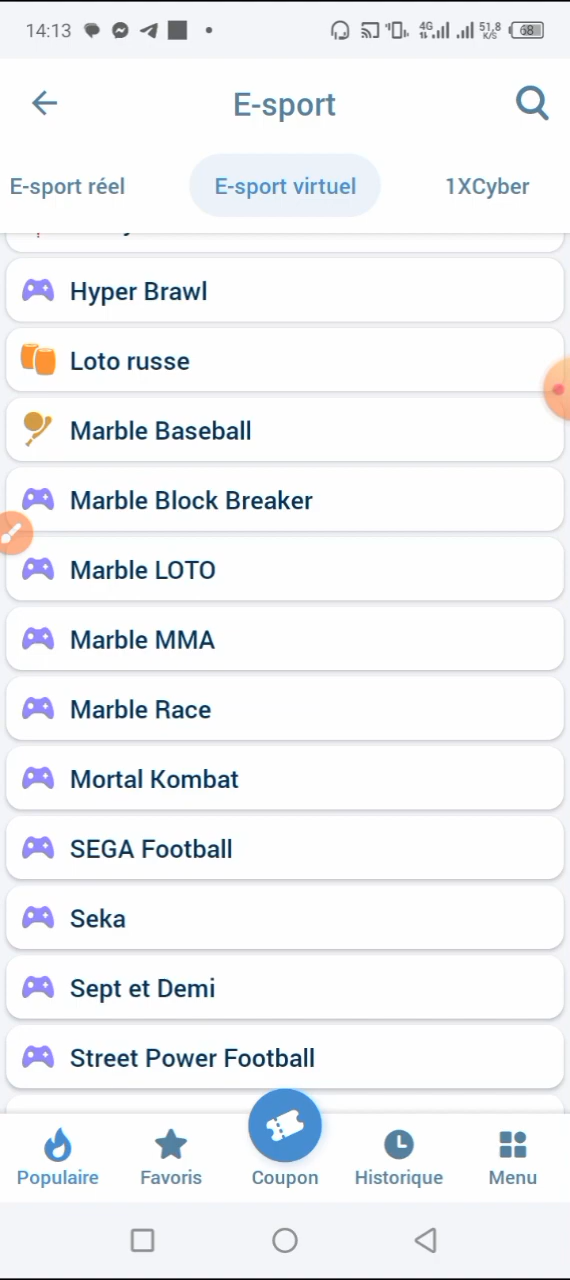 14:13 4G 51,8 K/S 68
E-sport
E-sport réel E-sport virtuel 1XCyber
Hyper Brawl
Loto russe
Marble Baseball
Marble Block Breaker
Marble LOTO
Marble MMA
Marble Race
Mortal Kombat
SEGA Football
Seka
Sept et Demi
Street Power Football
Populaire Favoris Coupon Historique Menu